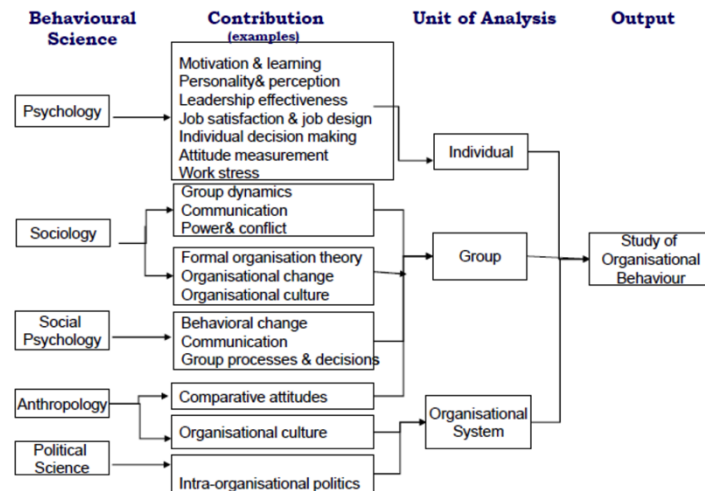 Behavioural
Science
Contribution
(examples)
Unit of Analysis
Output
Psychology
Motivation & learning
Personality& perception
Leadership effectiveness
Job satisfaction & job design
Individual decision making
Attitude measurement
Work stress
Individual
Sociology
Group dynamics
Communication
Power& conflict
Formal organisation theory
Organisational change
Organisational culture
Group
Study of
Organisational
Behaviour
Social
Psychology
Behavioral change
Communication
Group processes & decisions
Anthropology
Comparative attitudes
Organisational culture
Organisational
System
Political
Science
Intra-organisational politics